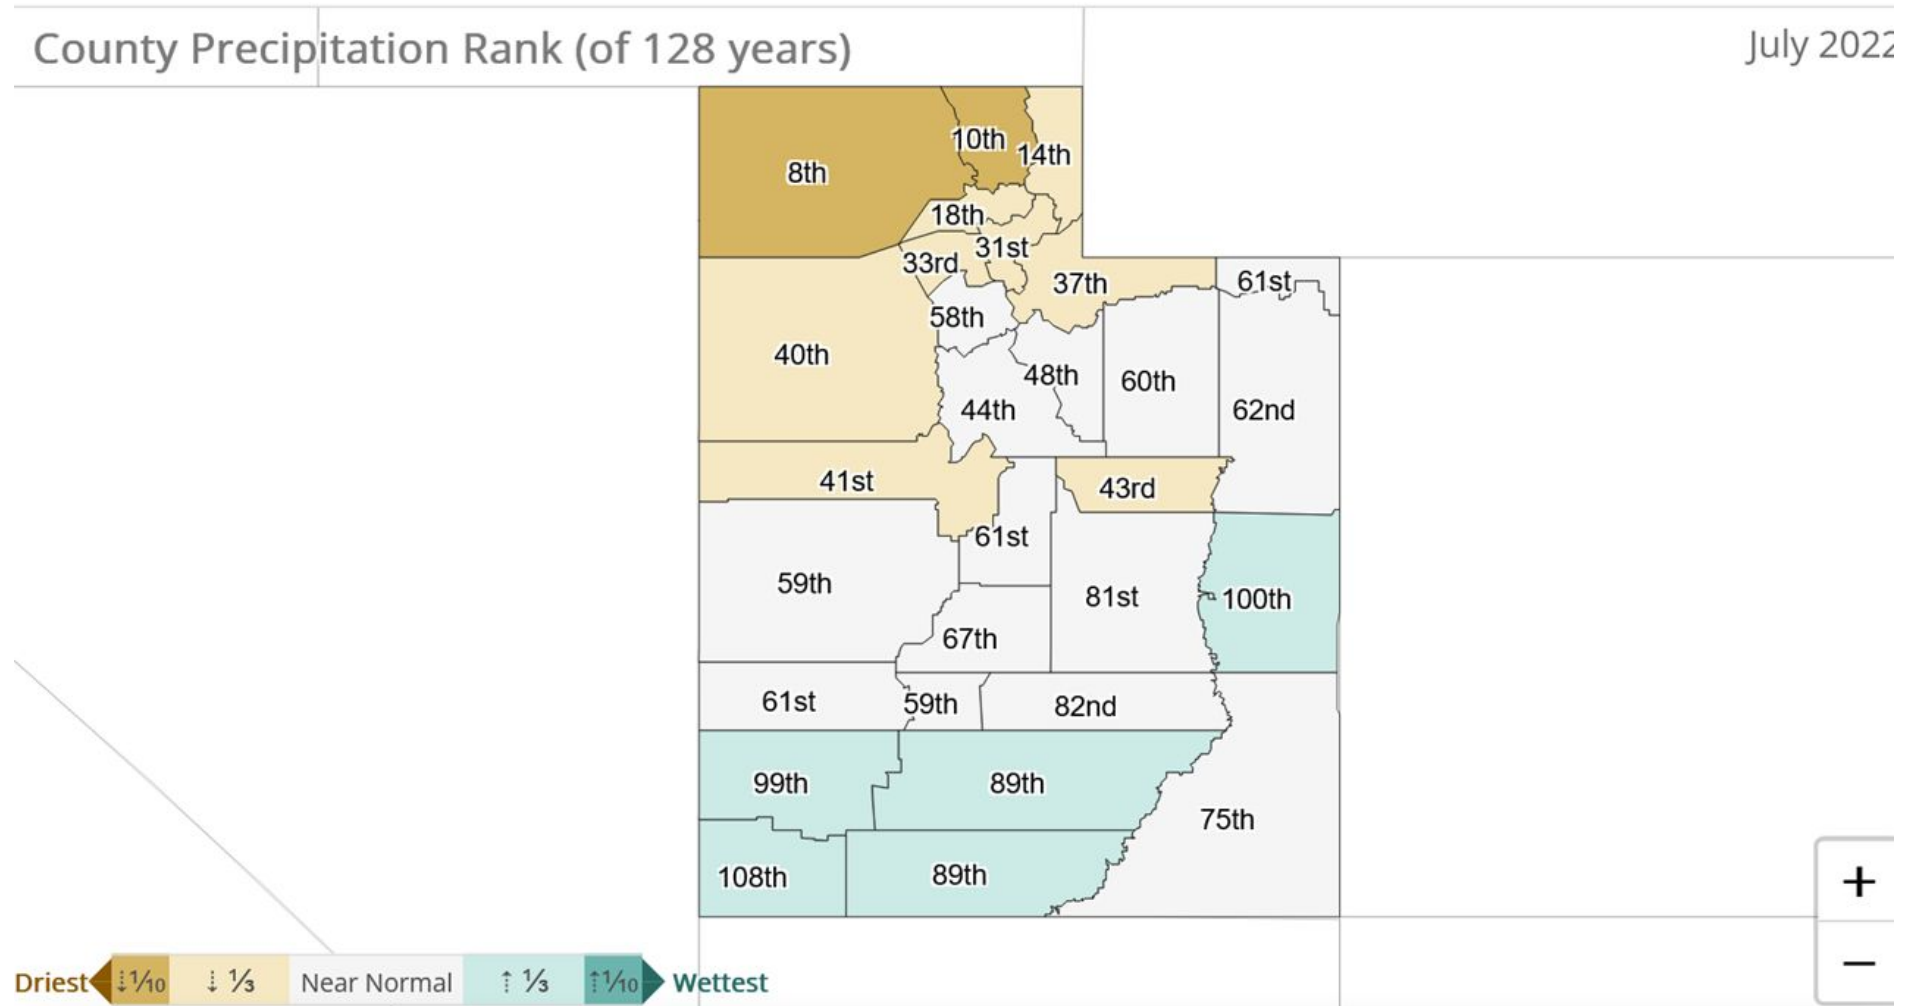 County Precipitation Rank (of 128 years)
July 2022
10th
14th
8th
18th
31st
33rd
37th
61st
58th
40th
48th
60th
44th
62nd
41st
43rd
61st
59th
81st
100th
67th
61st
59th
82nd
99th
89th
75th
108th
89th
+
−
Driest ⇣ 1/10 ⇣ 1/3 Near Normal ⇡ 1/3 ⇡ 1/10 Wettest